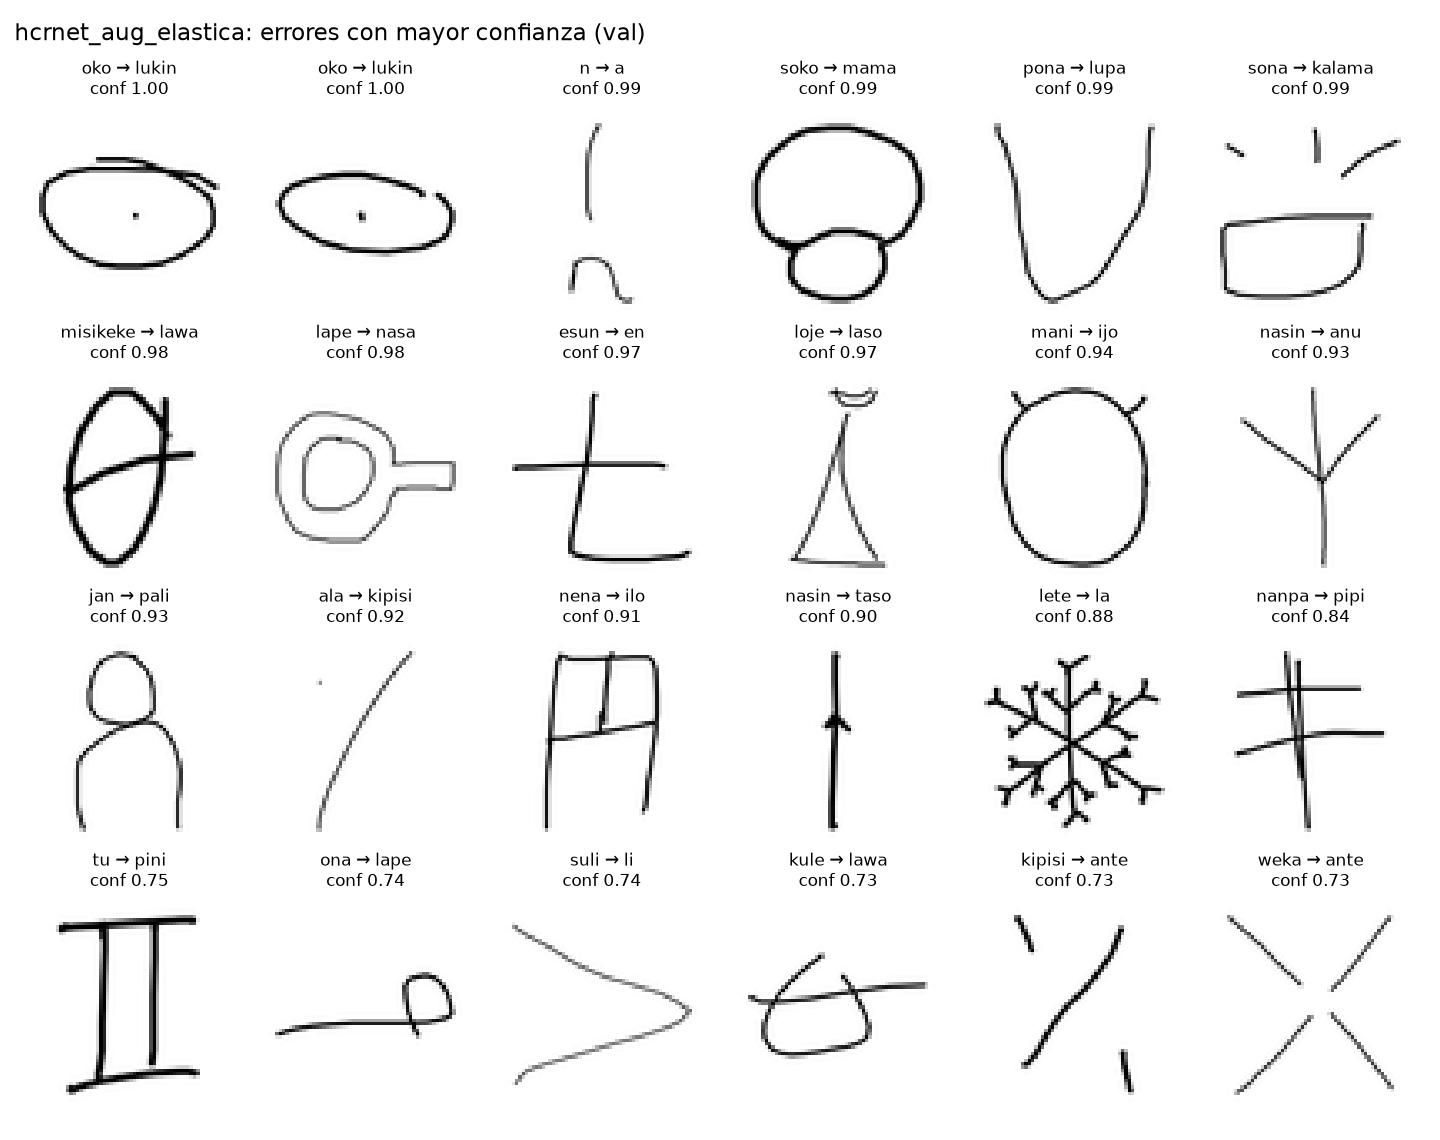 hcrnet_aug_elastica: errores con mayor confianza (val)
oko → lukin oko → lukin n → a soko → mama pona → lupa sona → kalama
conf 1.00 conf 1.00 conf 0.99 conf 0.99 conf 0.99 conf 0.99
misikeke → lawa lape → nasa esun → en loje → laso mani → ijo nasin → anu
conf 0.98 conf 0.98 conf 0.97 conf 0.97 conf 0.94 conf 0.93
jan → pali ala → kipisi nena → ilo nasin → taso lete → la nanpa → pipi
conf 0.93 conf 0.92 conf 0.91 conf 0.90 conf 0.88 conf 0.84
tu → pini ona → lape suli → li kule → lawa kipisi → ante weka → ante
conf 0.75 conf 0.74 conf 0.74 conf 0.73 conf 0.73 conf 0.73